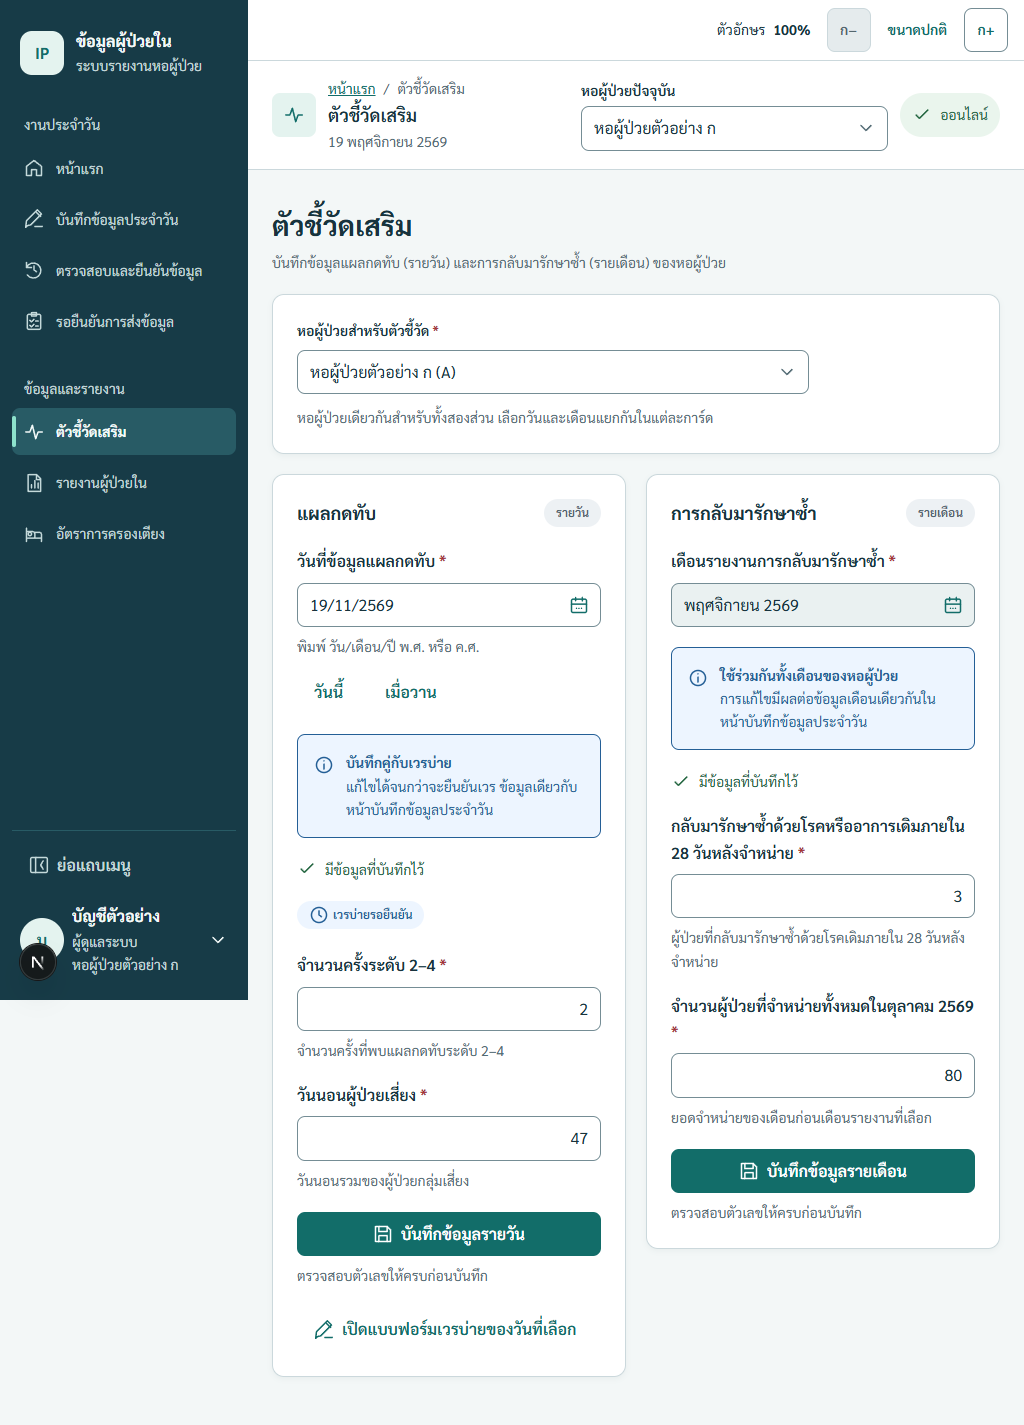 IP
ข้อมูลผู้ป่วยใน
ระบบรายงานหอผู้ป่วย
งานประจำวัน
หน้าแรก
บันทึกข้อมูลประจำวัน
ตรวจสอบและยืนยันข้อมูล
รอยืนยันการส่งข้อมูล
ข้อมูลและรายงาน
ตัวชี้วัดเสริม
รายงานผู้ป่วยใน
อัตราการครองเตียง
ย่อแถบเมนู
บัญชีตัวอย่าง
ผู้ดูแลระบบ
หอผู้ป่วยตัวอย่าง ก
N
ตัวอักษร 100%
ก−
ขนาดปกติ
ก+
หน้าแรก / ตัวชี้วัดเสริม
ตัวชี้วัดเสริม
19 พฤศจิกายน 2569
หอผู้ป่วยปัจจุบัน
หอผู้ป่วยตัวอย่าง ก
ออนไลน์
ตัวชี้วัดเสริม
บันทึกข้อมูลแผลกดทับ (รายวัน) และการกลับมารักษาซ้ำ (รายเดือน) ของหอผู้ป่วย
หอผู้ป่วยสำหรับตัวชี้วัด *
หอผู้ป่วยตัวอย่าง ก (A)
หอผู้ป่วยเดียวกันสำหรับทั้งสองส่วน เลือกวันและเดือนแยกกันในแต่ละการ์ด
แผลกดทับ
รายวัน
วันที่ข้อมูลแผลกดทับ *
19/11/2569
พิมพ์ วัน/เดือน/ปี พ.ศ. หรือ ค.ศ.
วันนี้
เมื่อวาน
บันทึกคู่กับเวรบ่าย
แก้ไขได้จนกว่าจะยืนยันเวร ข้อมูลเดียวกับ
หน้าบันทึกข้อมูลประจำวัน
มีข้อมูลที่บันทึกไว้
เวรบ่ายรอยืนยัน
จำนวนครั้งระดับ 2–4 *
2
จำนวนครั้งที่พบแผลกดทับระดับ 2–4
วันนอนผู้ป่วยเสี่ยง *
47
วันนอนรวมของผู้ป่วยกลุ่มเสี่ยง
บันทึกข้อมูลรายวัน
ตรวจสอบตัวเลขให้ครบก่อนบันทึก
เปิดแบบฟอร์มเวรบ่ายของวันที่เลือก
การกลับมารักษาซ้ำ
รายเดือน
เดือนรายงานการกลับมารักษาซ้ำ *
พฤศจิกายน 2569
ใช้ร่วมกันทั้งเดือนของหอผู้ป่วย
การแก้ไขมีผลต่อข้อมูลเดือนเดียวกันใน
หน้าบันทึกข้อมูลประจำวัน
มีข้อมูลที่บันทึกไว้
กลับมารักษาซ้ำด้วยโรคหรืออาการเดิมภายใน
28 วันหลังจำหน่าย *
3
ผู้ป่วยที่กลับมารักษาซ้ำด้วยโรคเดิมภายใน 28 วันหลัง
จำหน่าย
จำนวนผู้ป่วยที่จำหน่ายทั้งหมดในตุลาคม 2569
*
80
ยอดจำหน่ายของเดือนก่อนเดือนรายงานที่เลือก
บันทึกข้อมูลรายเดือน
ตรวจสอบตัวเลขให้ครบก่อนบันทึก